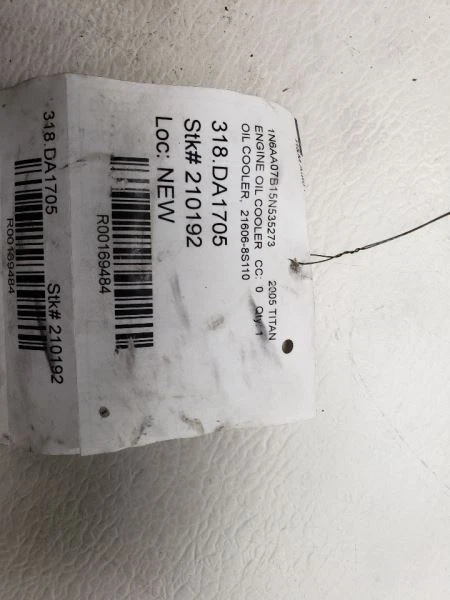 1N6AA07B15N535273 2005 TITAN
ENGINE OIL COOLER CC: 0 Qty: 1
OIL COOLER, 21606-8S110
318.DA1705
Stk# 210192
Loc: NEW
R00169484
318.DA1705 Stk# 210192
R00169484